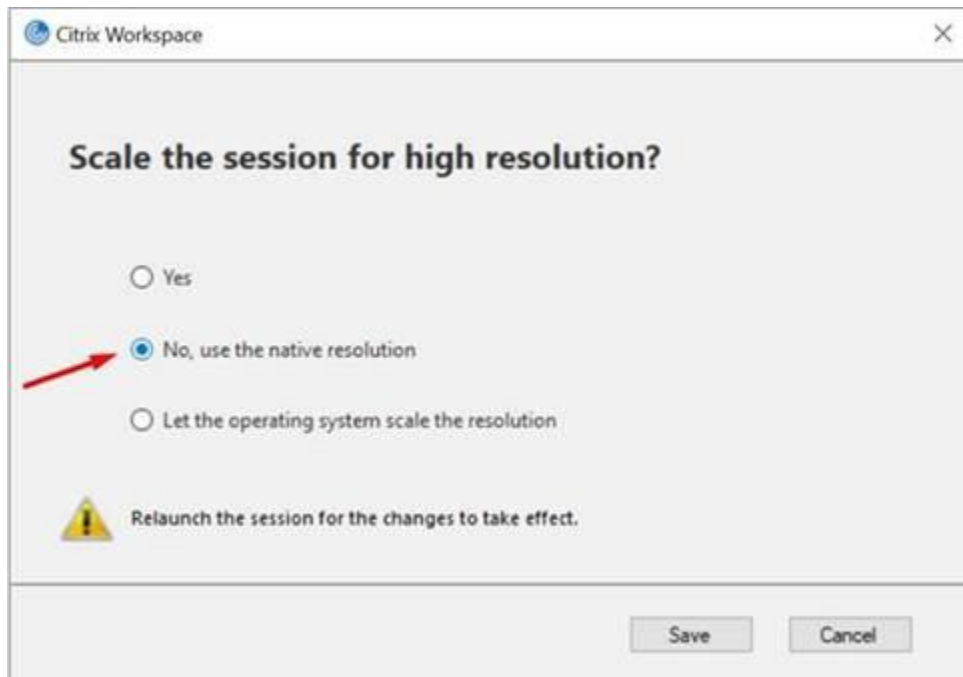 Citrix Workspace
Scale the session for high resolution?
Yes
No, use the native resolution
Let the operating system scale the resolution
Relaunch the session for the changes to take effect.
Save
Cancel